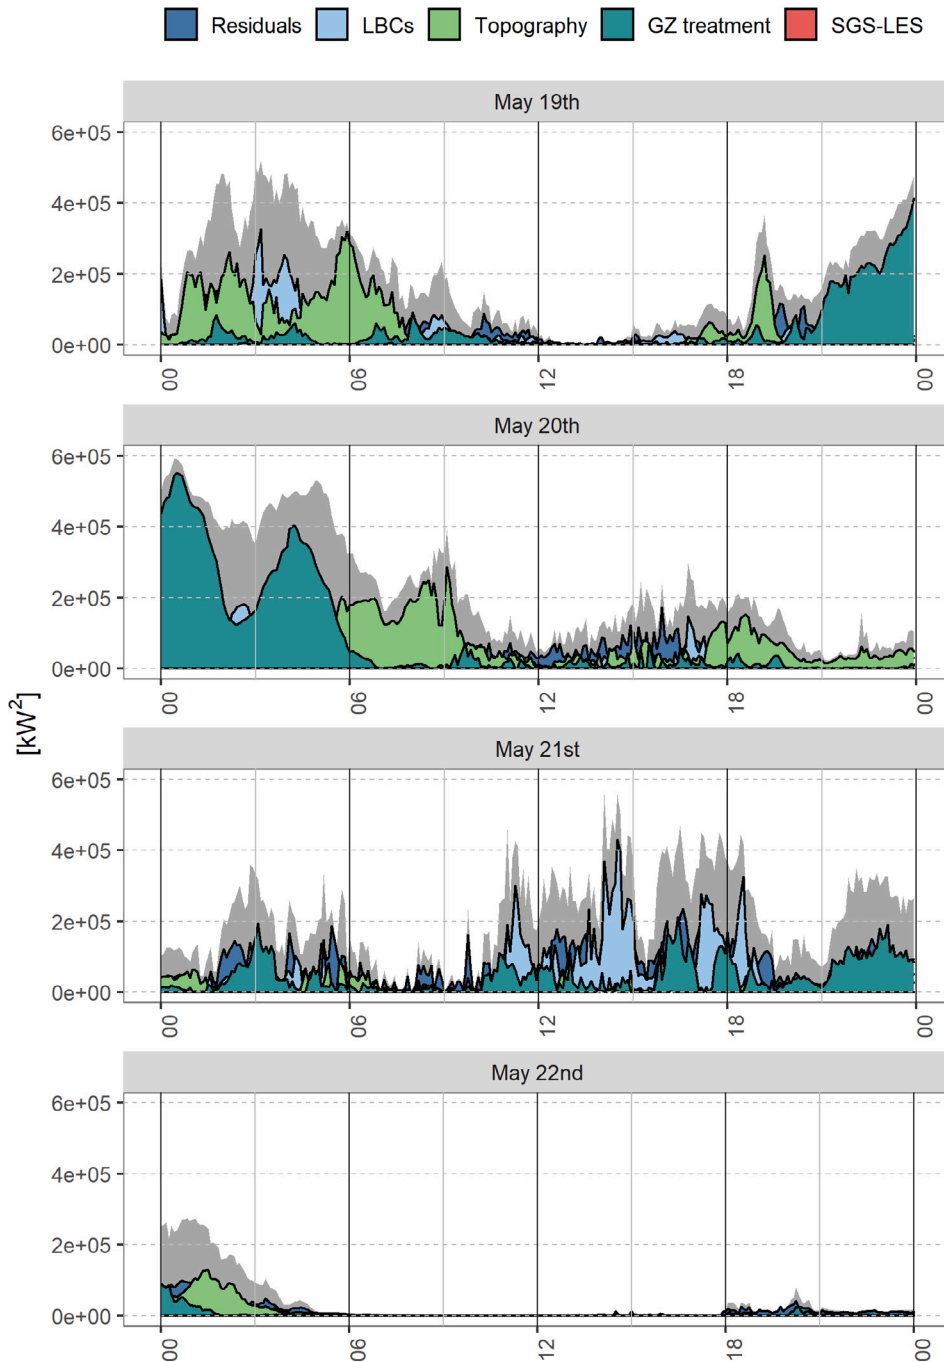 Residuals LBCs Topography GZ treatment SGS-LES
May 19th
6e+05
4e+05
2e+05
0e+00
00 06 12 18 00
May 20th
6e+05
4e+05
2e+05
0e+00
00 06 12 18 00
[kW²]
May 21st
6e+05
4e+05
2e+05
0e+00
00 06 12 18 00
May 22nd
6e+05
4e+05
2e+05
0e+00
00 06 12 18 00